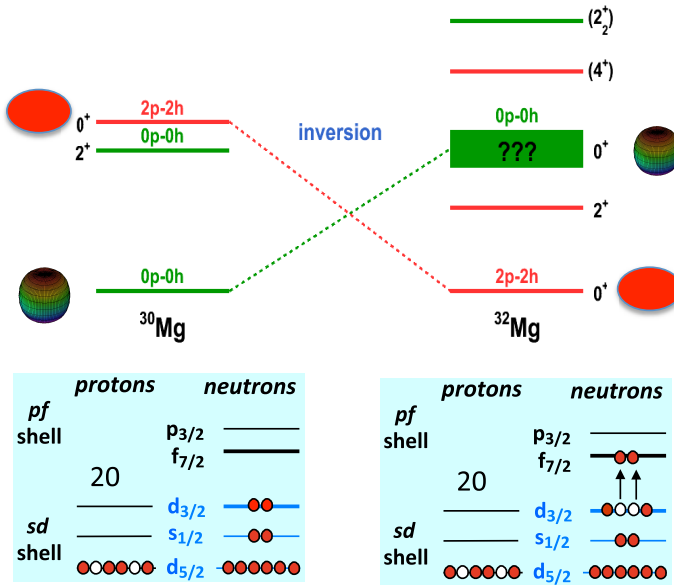 (2⁺₂)
(4⁺)
2p-2h
0⁺
0p-0h
2⁺
inversion
0p-0h
???
0⁺
2⁺
0p-0h
³⁰Mg
2p-2h
0⁺
³²Mg
protons neutrons
pf
shell
p3/2
f7/2
20
d3/2
sd
shell
s1/2
d5/2
protons neutrons
pf
shell
p3/2
f7/2
20
d3/2
sd
shell
s1/2
d5/2